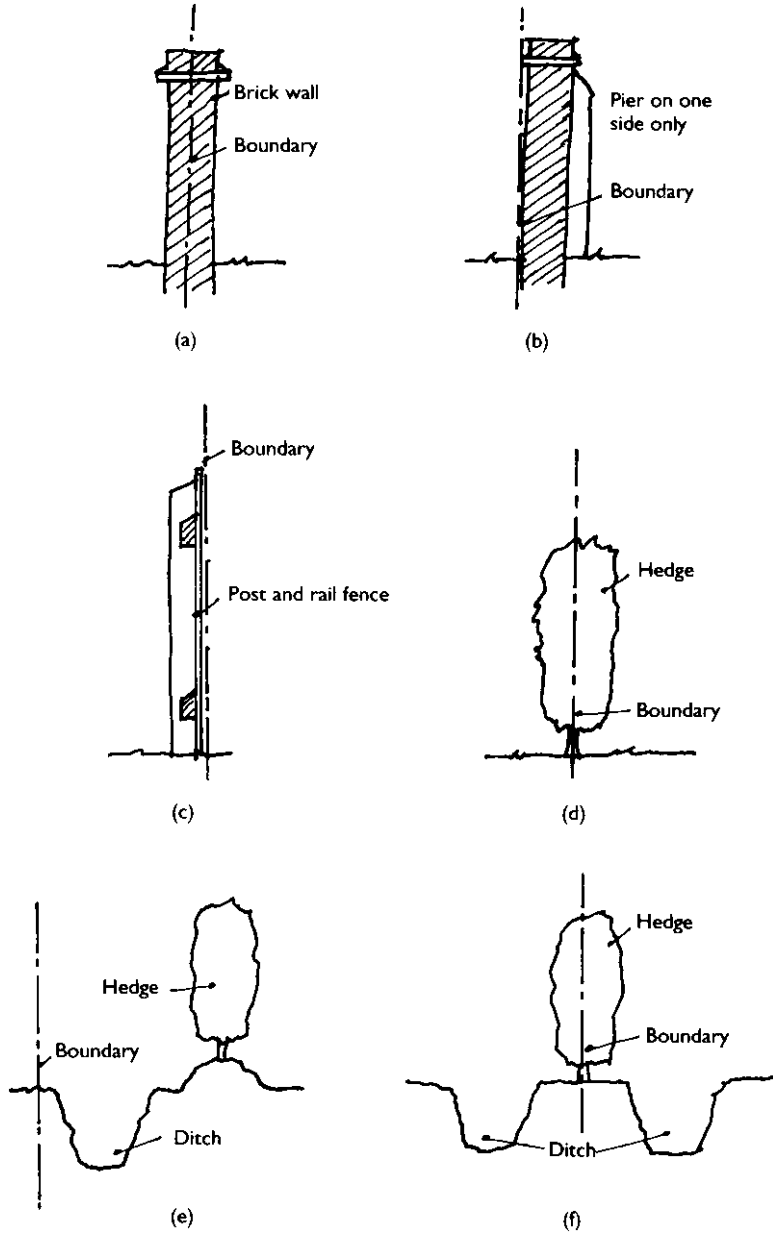 Brick wall
Boundary
(a)
Pier on one
side only
Boundary
(b)
Boundary
Post and rail fence
(c)
Hedge
Boundary
(d)
Hedge
Boundary
Ditch
(e)
Hedge
Boundary
Ditch
(f)